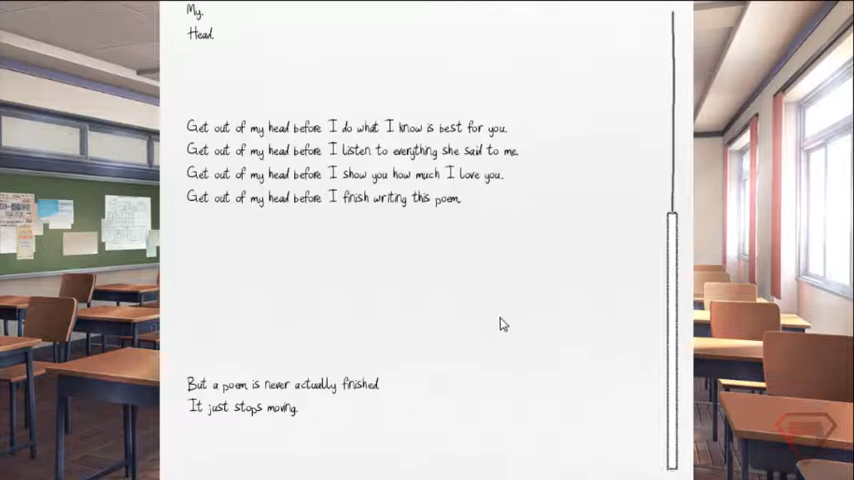 My.
Head
Get out of my head before I do what I know is best for you.
Get out of my head before I listen to everything she said to me.
Get out of my head before I show you how much I love you.
Get out of my head before I finish writing this poem.
But a poem is never actually finished
It just stops moving.